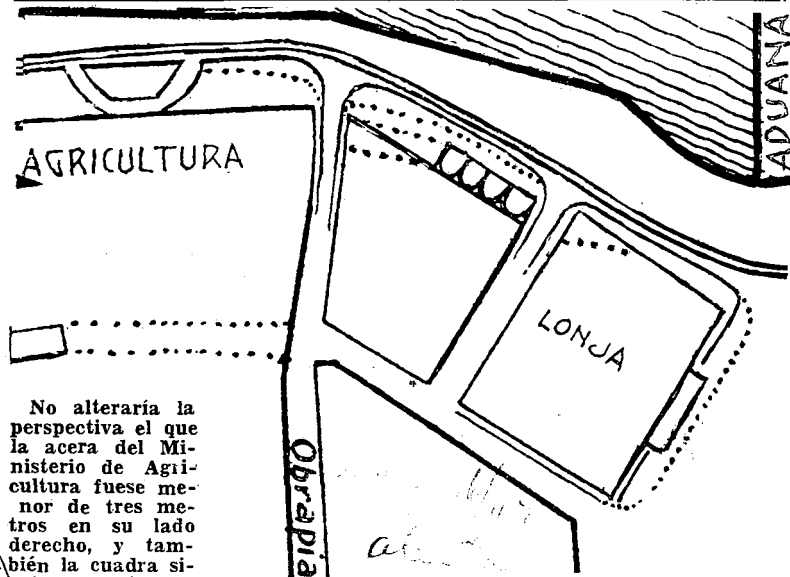 ADUANA
AGRICULTURA
LONJA
Obrapía
No alteraría la
perspectiva el que
la acera del Mi-
nisterio de Agri-
cultura fuese me-
nor de tres me-
tros en su lado
derecho, y tam-
bién la cuadra si-